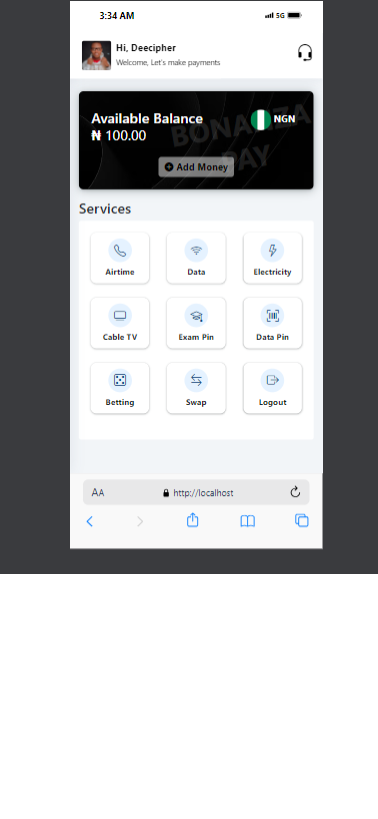 3:34 AM
5G
Hi, Deecipher
Welcome, Let's make payments
BONANZA
PAY
Available Balance
NGN
₦ 100.00
Add Money
Services
Airtime
Data
Electricity
Cable TV
Exam Pin
Data Pin
Betting
Swap
Logout
AA
http://localhost